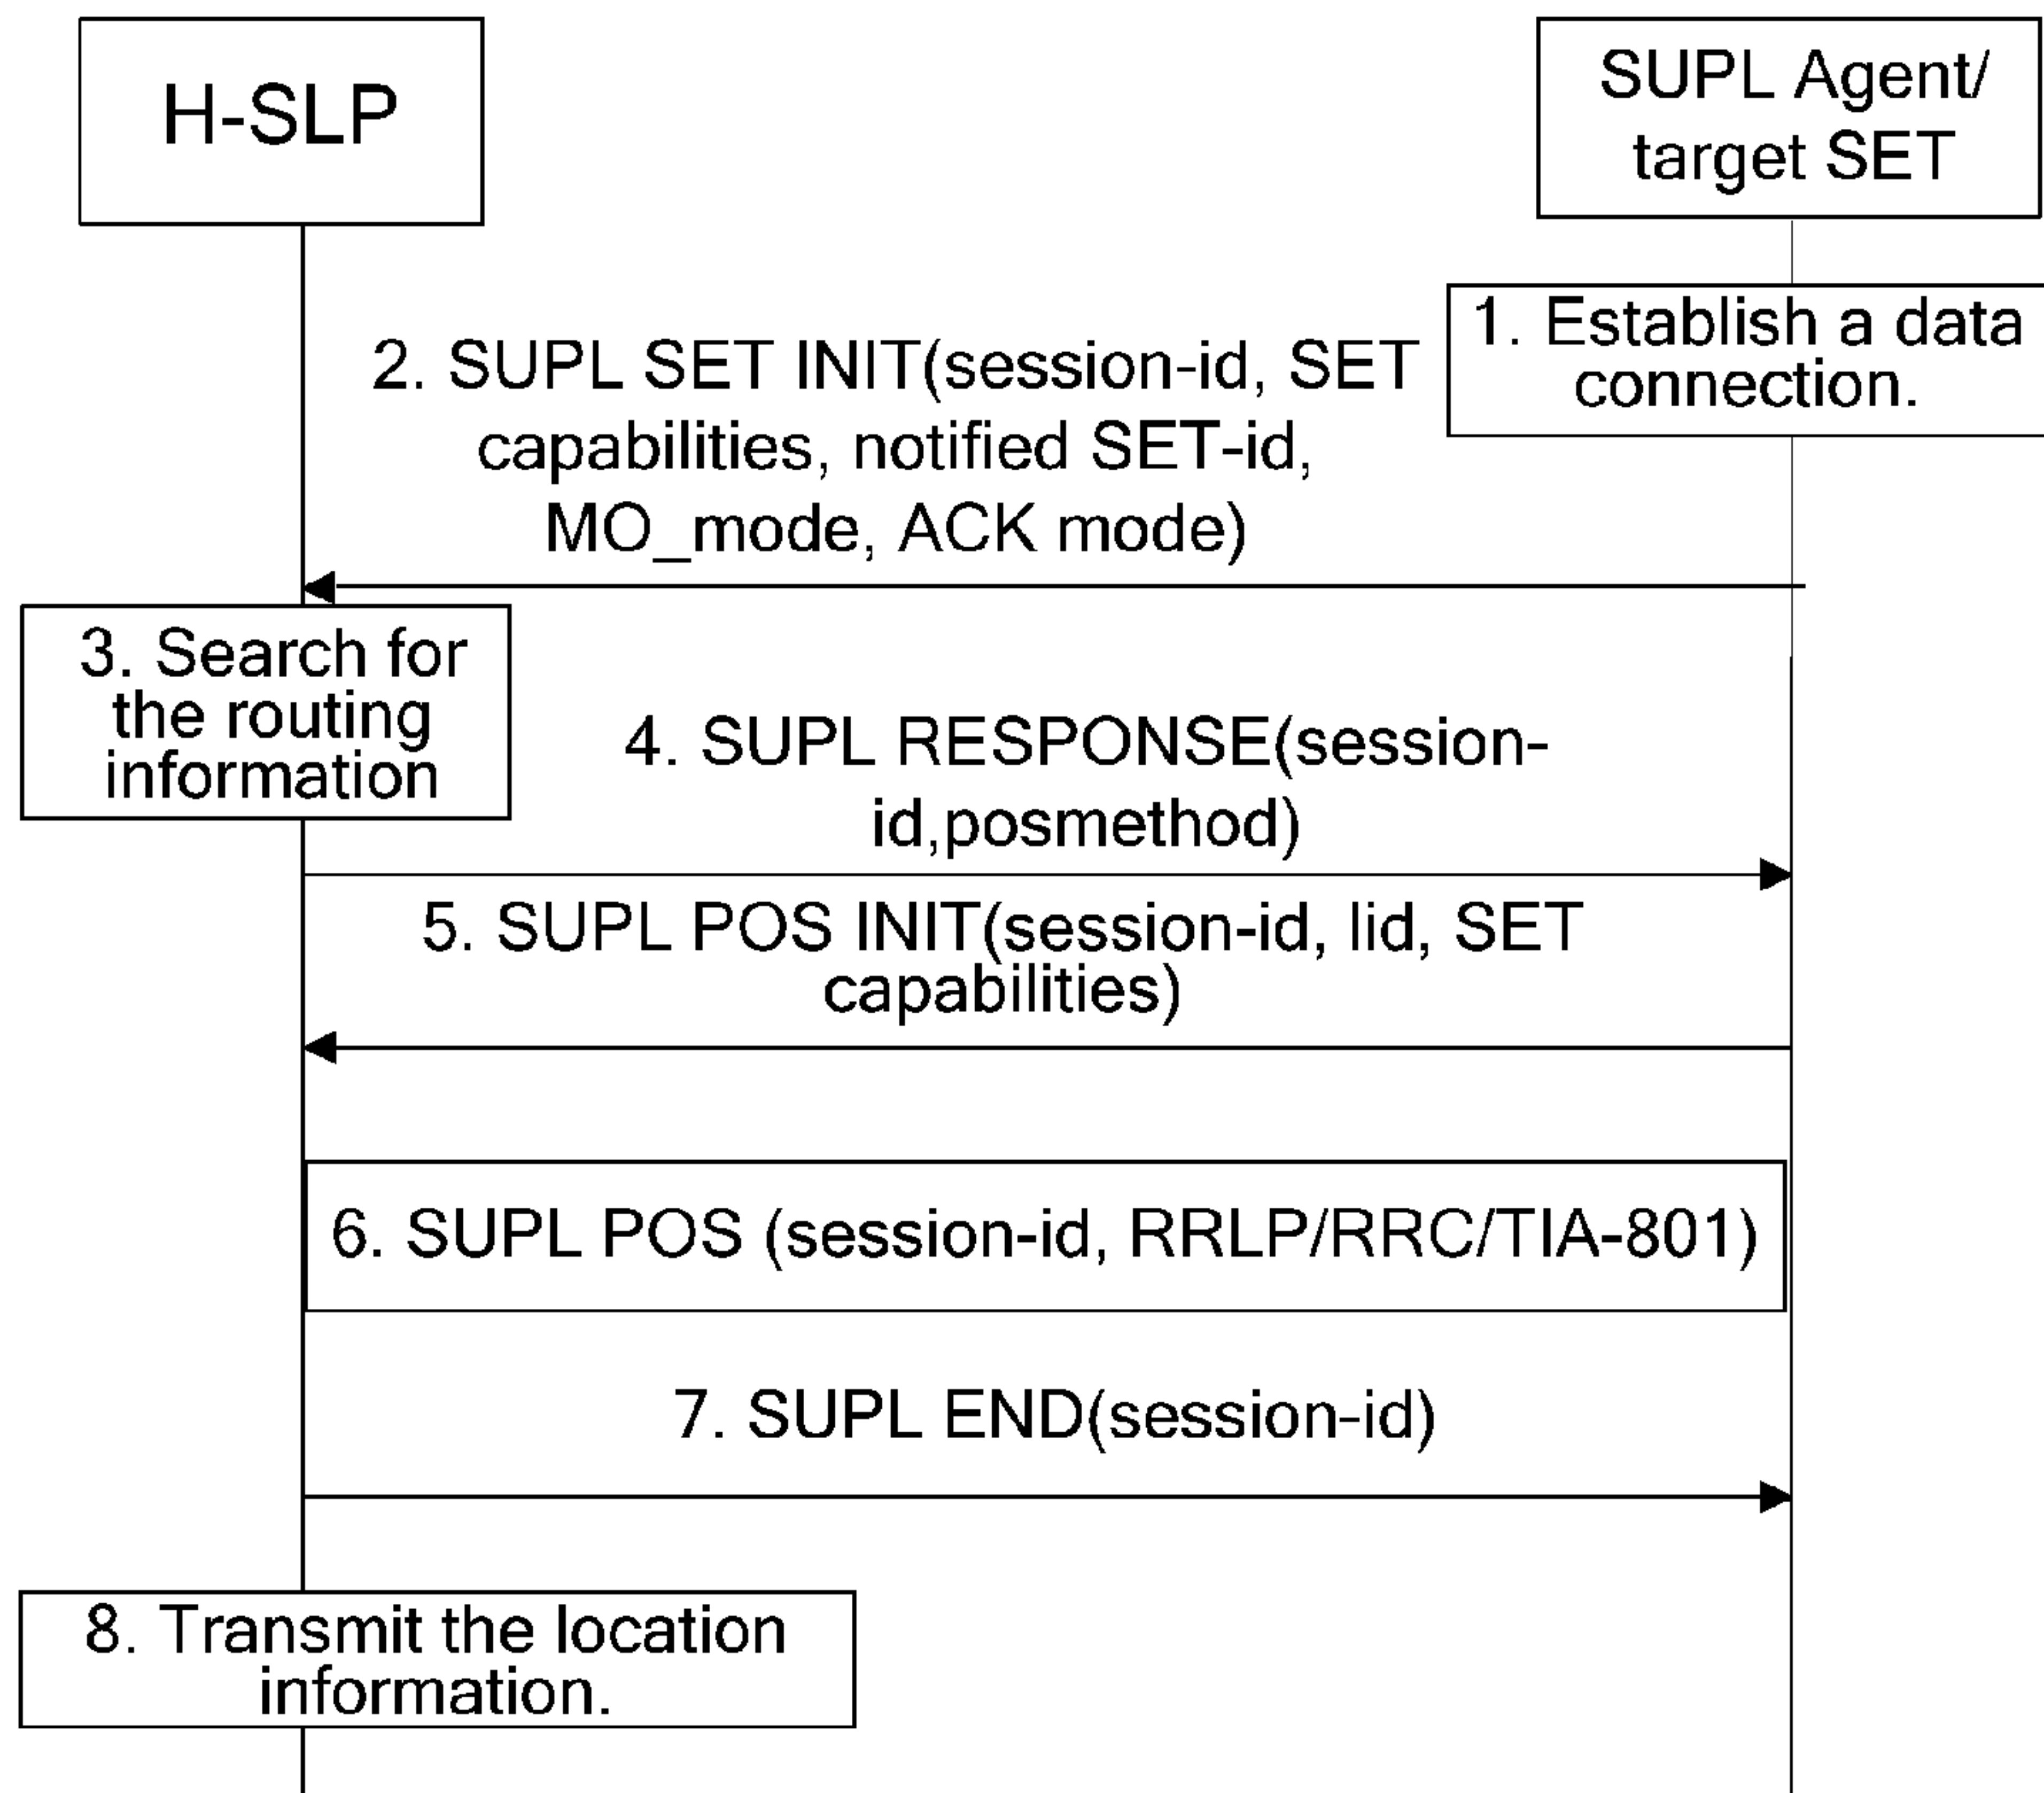 H-SLP
SUPL Agent/
target SET
1. Establish a data
connection.
2. SUPL SET INIT(session-id, SET
capabilities, notified SET-id,
MO_mode, ACK mode)
3. Search for
the routing
information
4. SUPL RESPONSE(session-
id,posmethod)
5. SUPL POS INIT(session-id, lid, SET
capabilities)
6. SUPL POS (session-id, RRLP/RRC/TIA-801)
7. SUPL END(session-id)
8. Transmit the location
information.